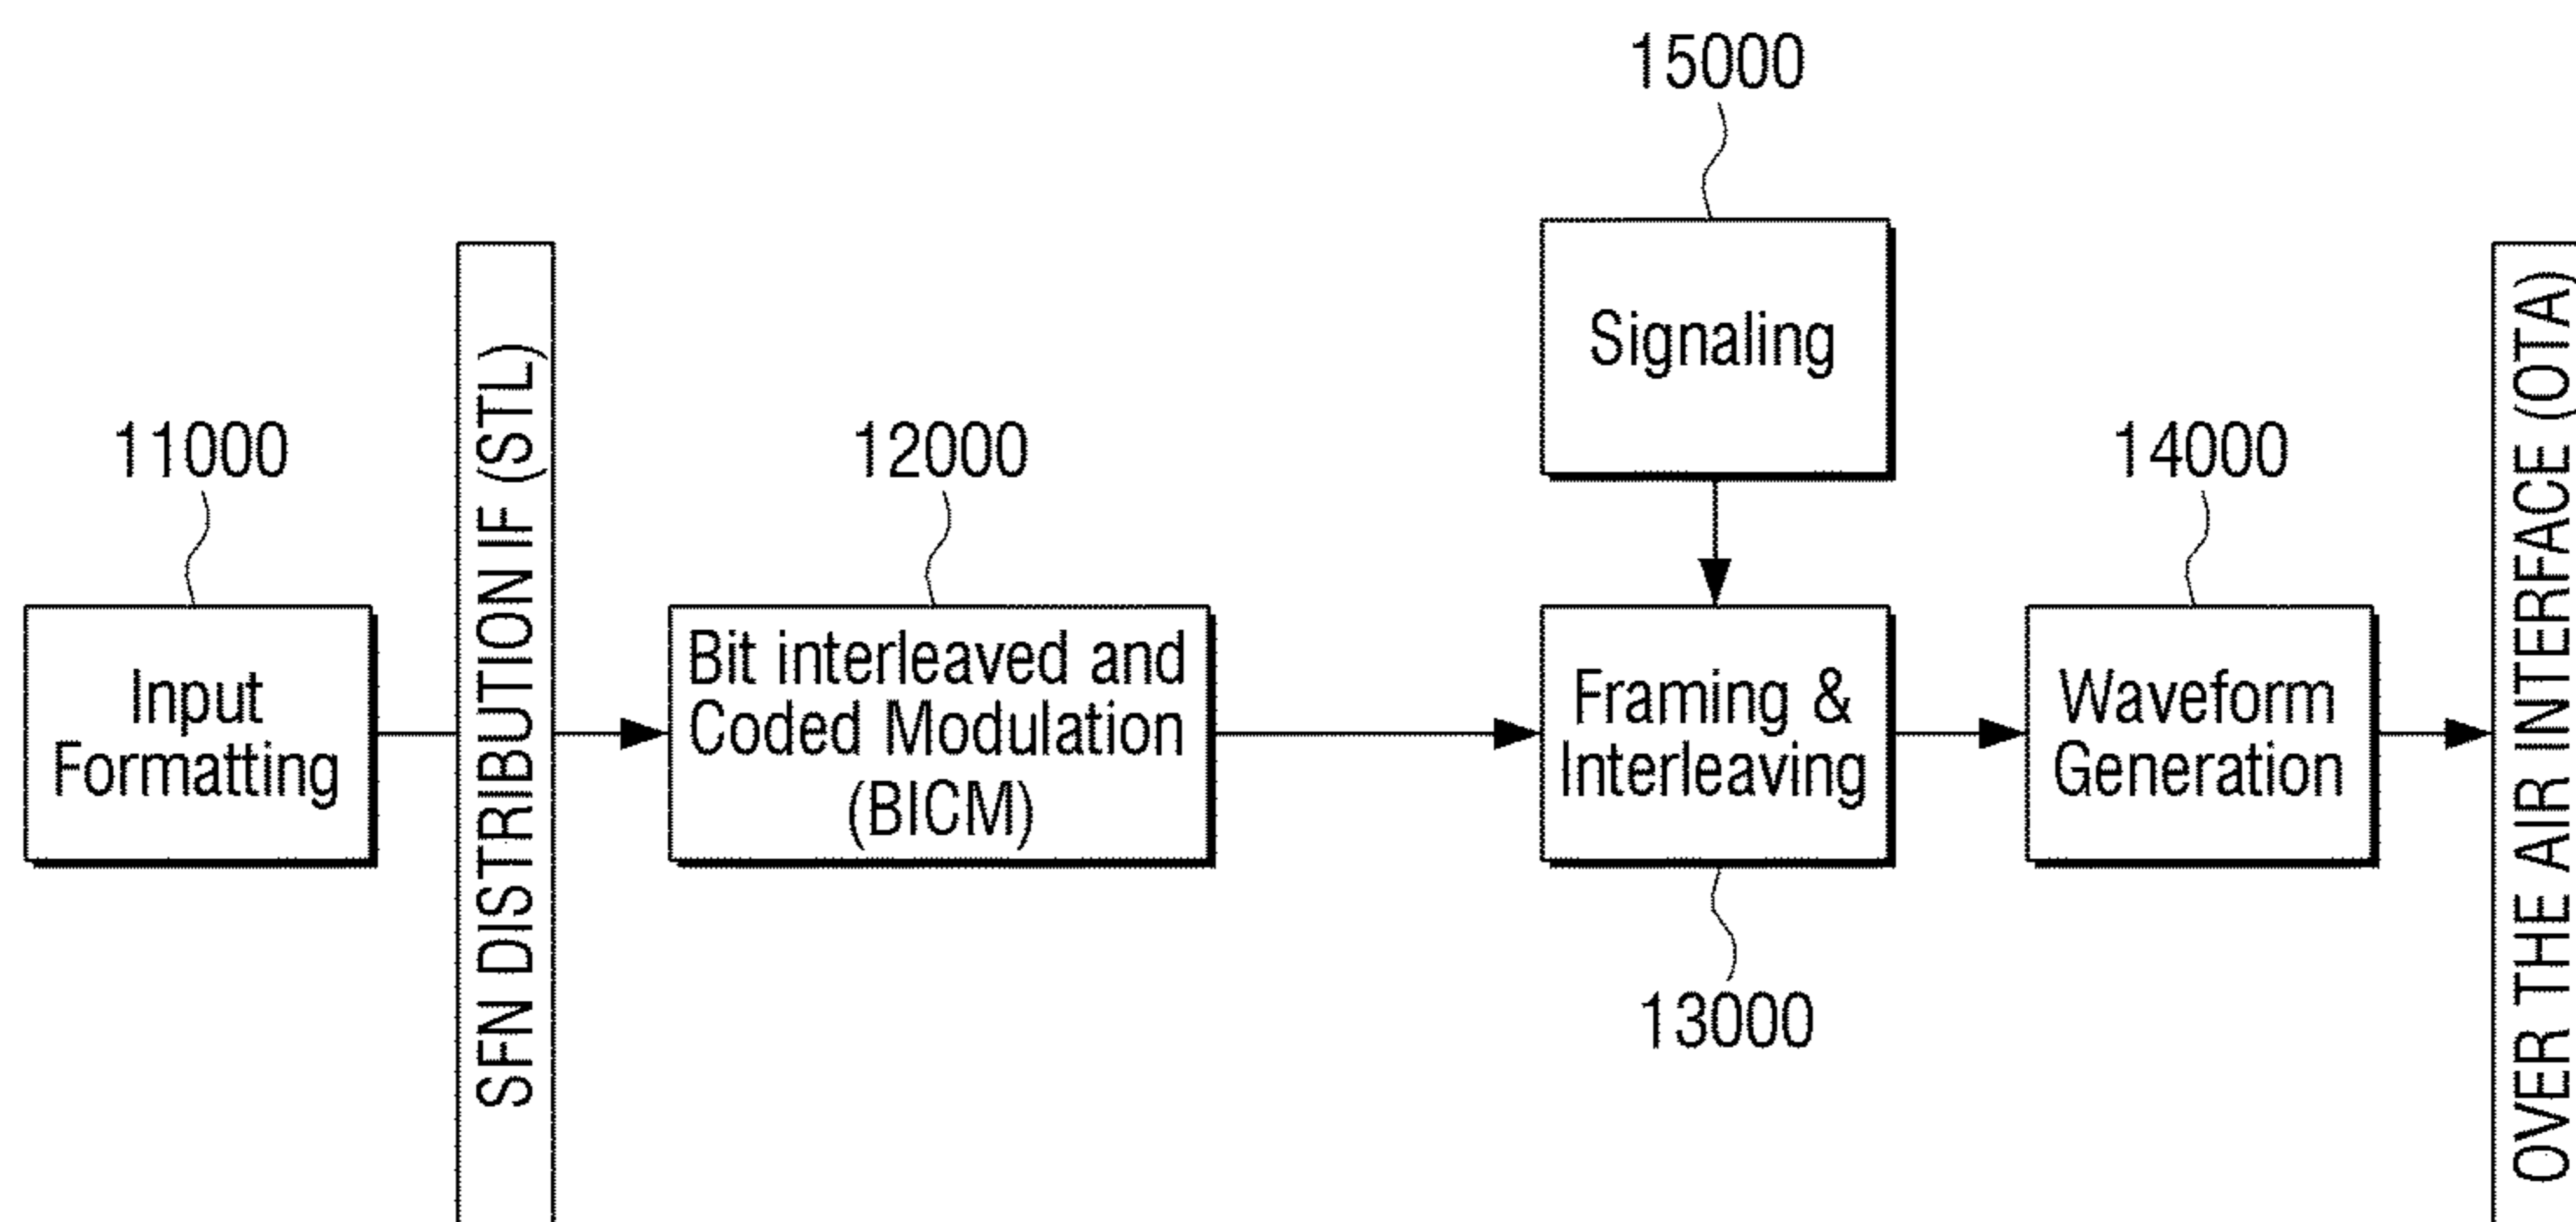 15000
Signaling
11000
Input
Formatting
SFN DISTRIBUTION IF (STL)
12000
Bit interleaved and
Coded Modulation
(BICM)
Framing &
Interleaving
13000
14000
Waveform
Generation
OVER THE AIR INTERFACE (OTA)